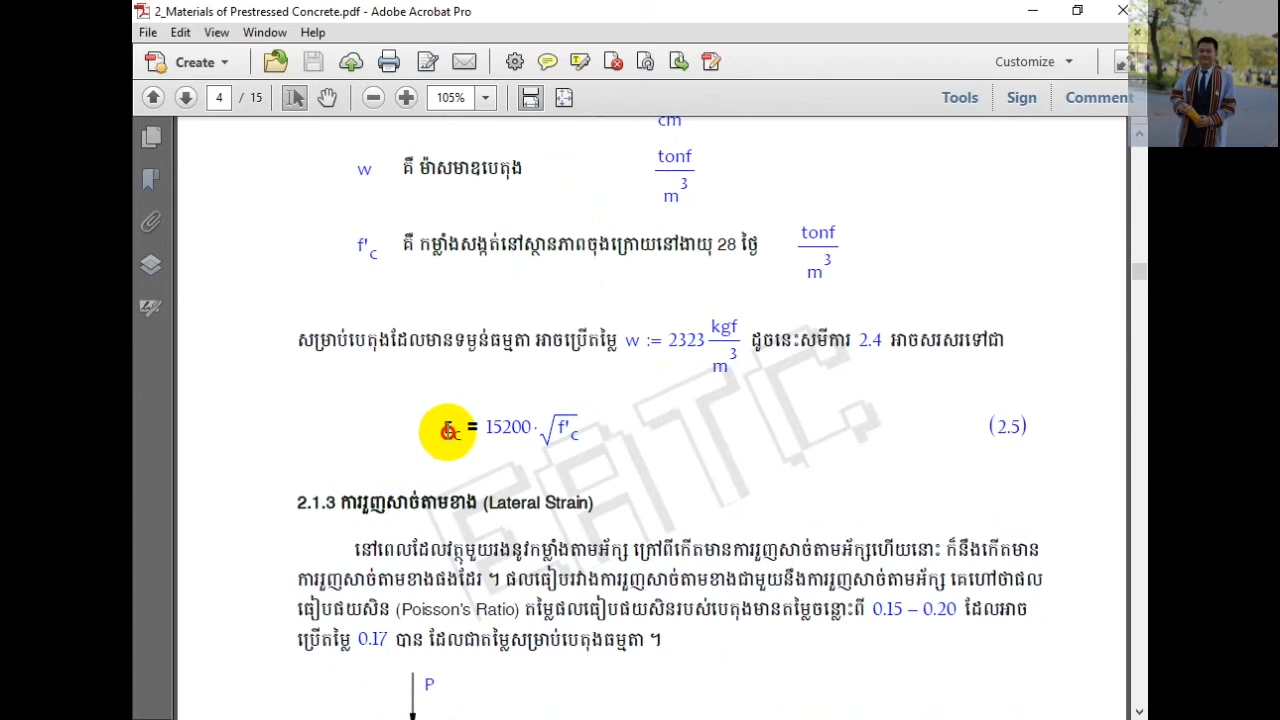 2_Materials of Prestressed Concrete.pdf - Adobe Acrobat Pro
File Edit View Window Help
Create Customize
4 / 15 105% Tools Sign Comment
cm
w គឺ ម៉ាសមាឌបេតុង tonf/m³
f'c គឺ កម្លាំងសង្កត់នៅស្ថានភាពចុងក្រោយនៅងាយុ 28 ថ្ងៃ tonf/m³
សម្រាប់បេតុងដែលមានទម្ងន់ធម្មតា អាចប្រើតម្លៃ w := 2323 kgf/m³ ដូចនេះសមីការ 2.4 អាចសរសរទៅជា
= 15200·√f'c (2.5)
EATC
2.1.3 ការរួញសាច់តាមខាង (Lateral Strain)
នៅពេលដែលវត្ថុមួយរងនូវកម្លាំងតាមអ័ក្ស ក្រៅពីកើតមានការរួញសាច់តាមអ័ក្សហើយនោះ ក៏នឹងកើតមាន
ការរួញសាច់តាមខាងផងដែរ ។ ផលធៀបរវាងការរួញសាច់តាមខាងជាមួយនឹងការរួញសាច់តាមអ័ក្ស គេហៅថាផល
ធៀបផយសិន (Poisson's Ratio) តម្លៃផលធៀបផយសិនរបស់បេតុងមានតម្លៃចន្លោះពី 0.15 – 0.20 ដែលអាច
ប្រើតម្លៃ 0.17 បាន ដែលជាតម្លៃសម្រាប់បេតុងធម្មតា ។
P